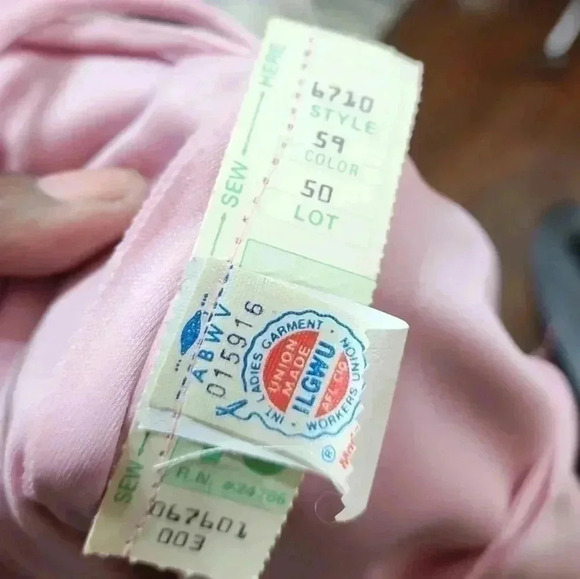 SEW — HERE
6710
STYLE
59
COLOR
50
LOT
ABWV
015916
INT. LADIES GARMENT WORKERS UNION
UNION
MADE
ILGWU
AFL-CIO
®
SEW
R.N. #24706
067601
003